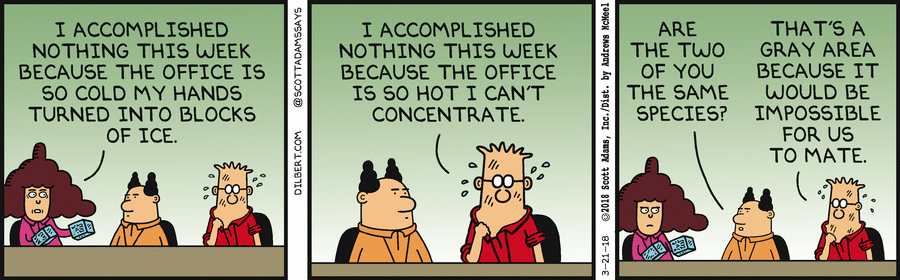 I ACCOMPLISHED
NOTHING THIS WEEK
BECAUSE THE OFFICE IS
SO COLD MY HANDS
TURNED INTO BLOCKS
OF ICE.
DILBERT.COM @SCOTTADAMSSAYS
I ACCOMPLISHED
NOTHING THIS WEEK
BECAUSE THE OFFICE
IS SO HOT I CAN'T
CONCENTRATE.
3-21-18 ©2018 Scott Adams, Inc./Dist. by Andrews McMeel
ARE
THE TWO
OF YOU
THE SAME
SPECIES?
THAT'S A
GRAY AREA
BECAUSE IT
WOULD BE
IMPOSSIBLE
FOR US
TO MATE.